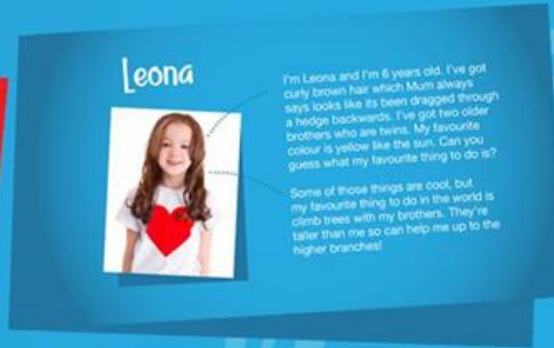 Leona
I'm Leona and I'm 6 years old. I've got
curly brown hair which Mum always
says looks like its been dragged through
a hedge backwards. I've got two older
brothers who are twins. My favourite
colour is yellow like the sun. Can you
guess what my favourite thing to do is?
Some of those things are cool, but
my favourite thing to do in the world is
climb trees with my brothers. They're
taller than me so can help me up to the
higher branches!